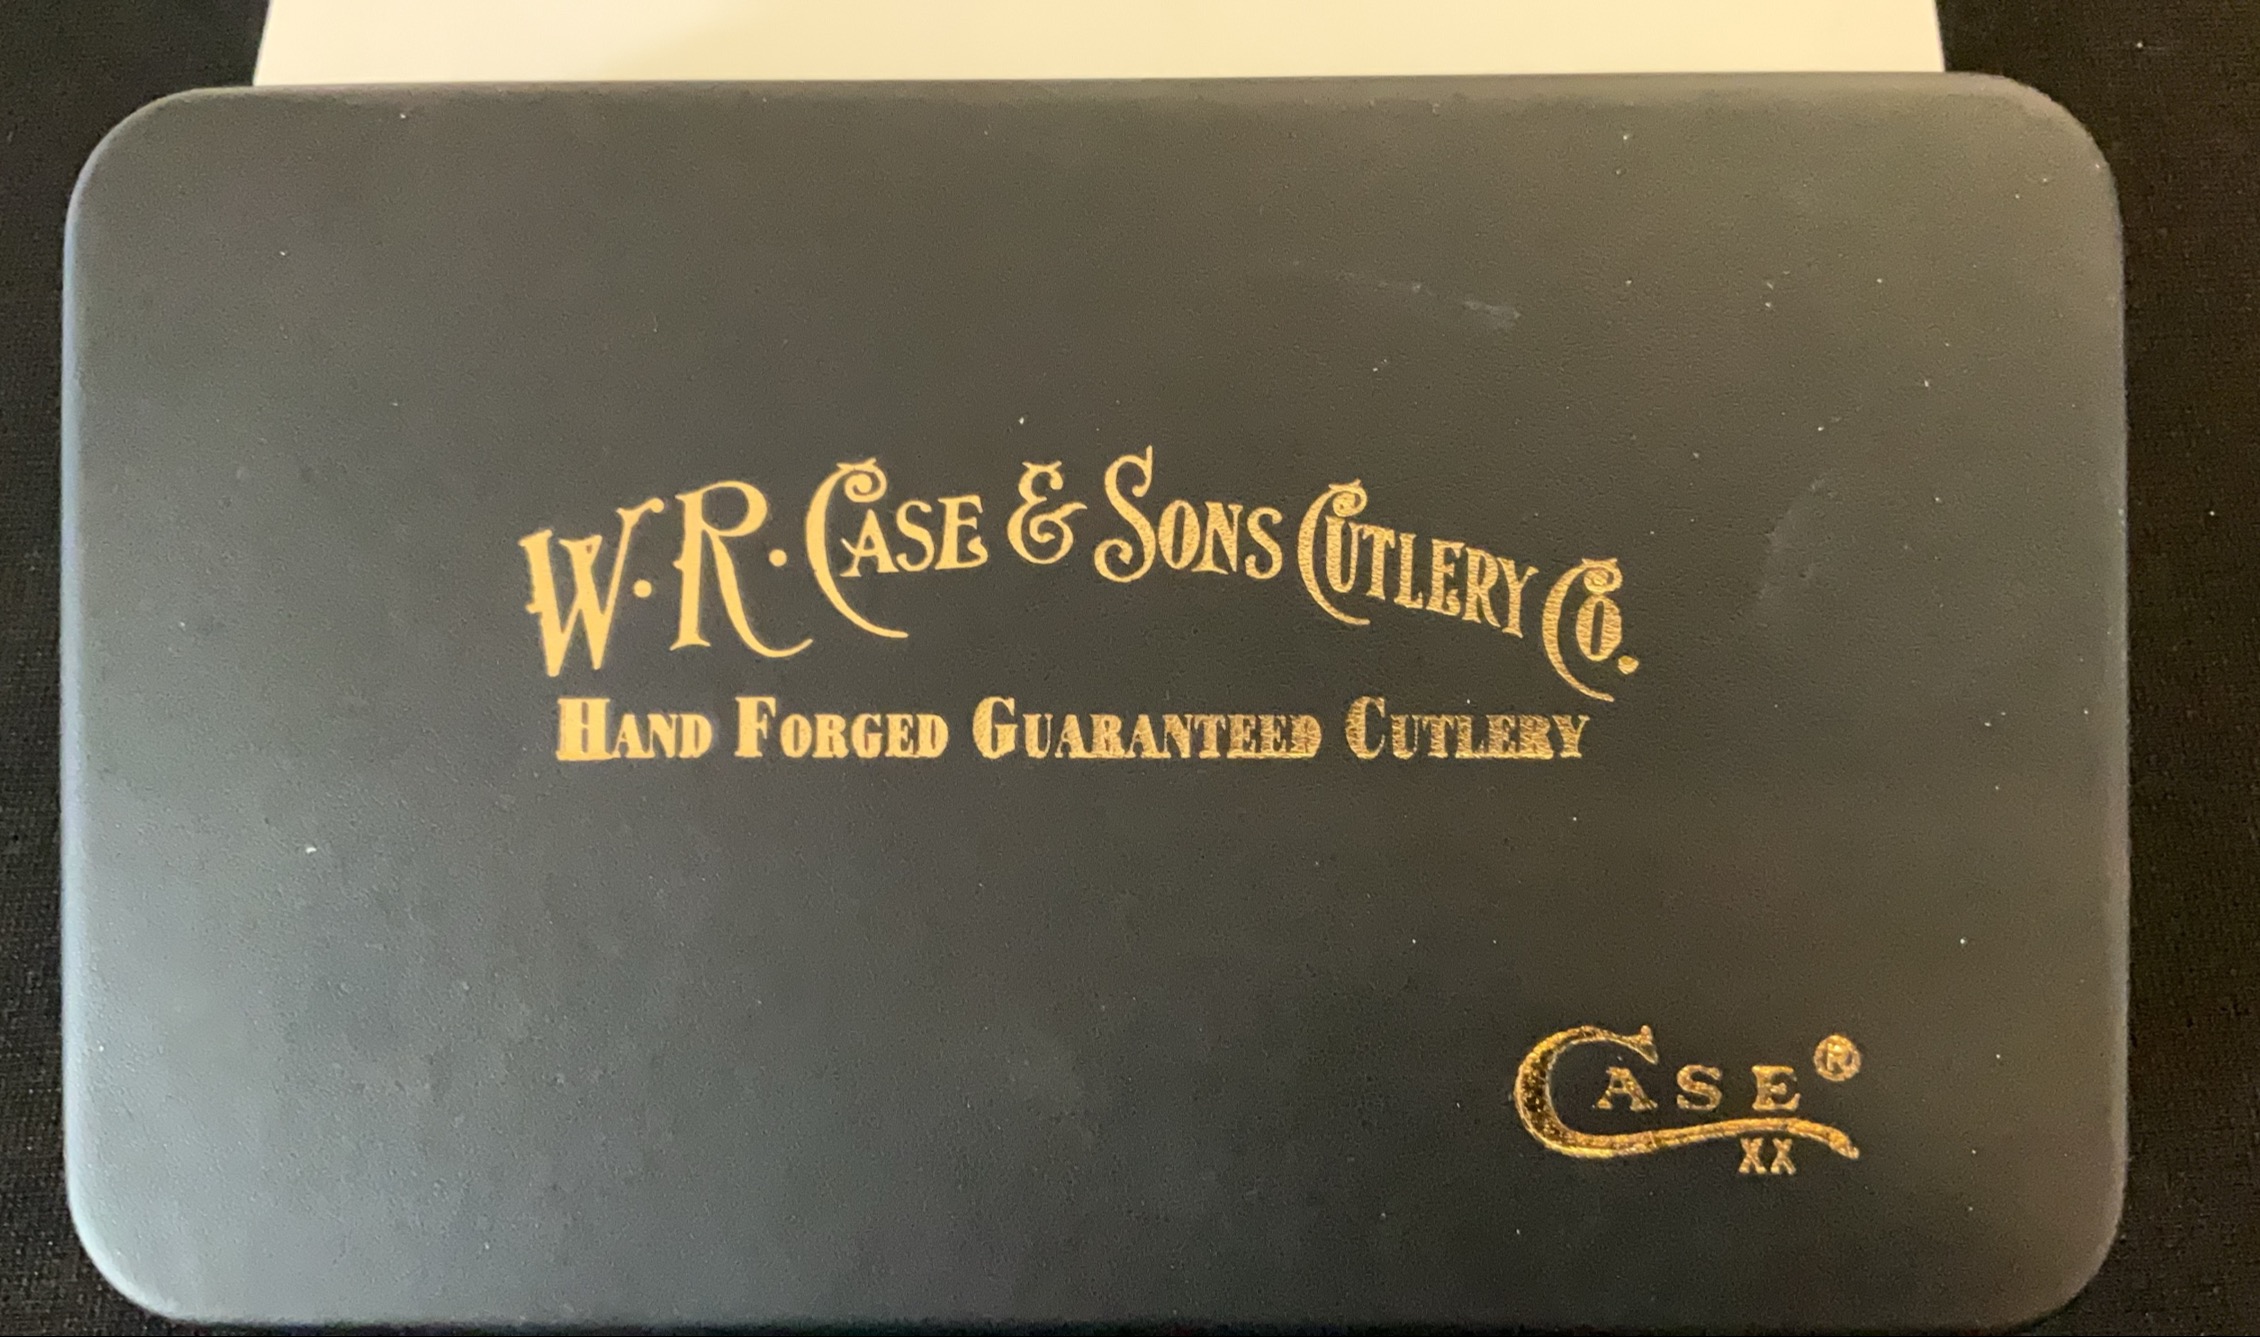 W. R. CASE & SONS CUTLERY CO.
HAND FORGED GUARANTEED CUTLERY
CASE®
XX